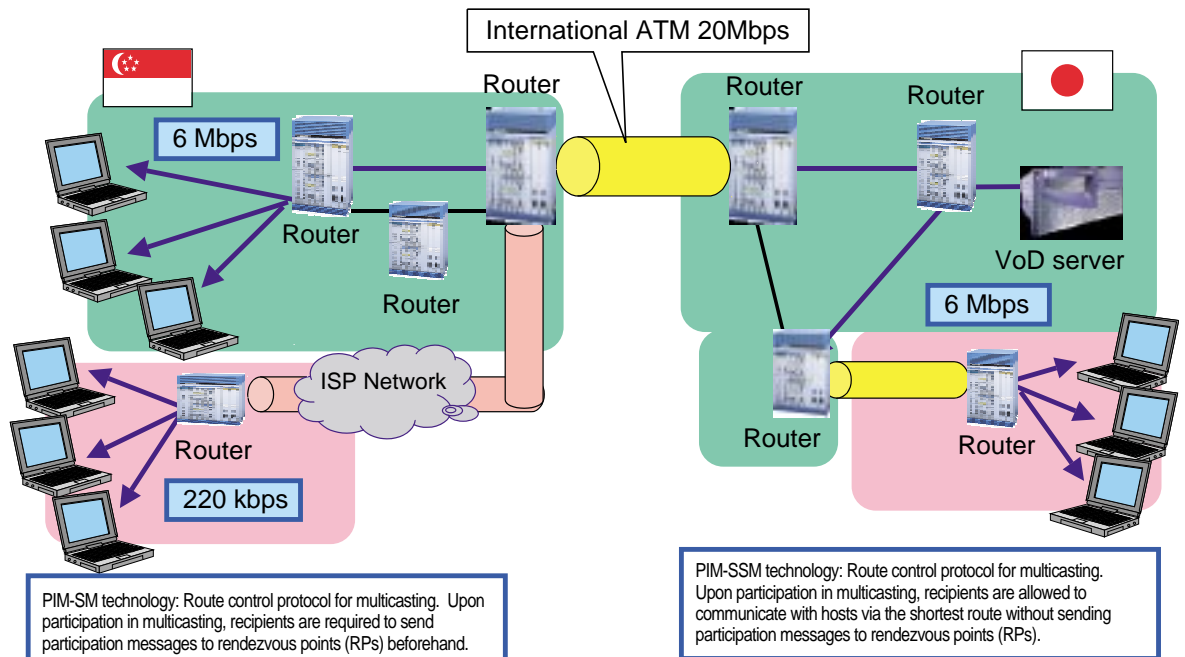 International ATM 20Mbps
Router
Router
Router
6 Mbps
Router
Router
VoD server
6 Mbps
ISP Network
Router
Router
Router
220 kbps
PIM-SM technology: Route control protocol for multicasting.  Upon
participation in multicasting, recipients are required to send
participation messages to rendezvous points (RPs) beforehand.
PIM-SSM technology: Route control protocol for multicasting.
Upon participation in multicasting, recipients are allowed to
communicate with hosts via the shortest route without sending
participation messages to rendezvous points (RPs).